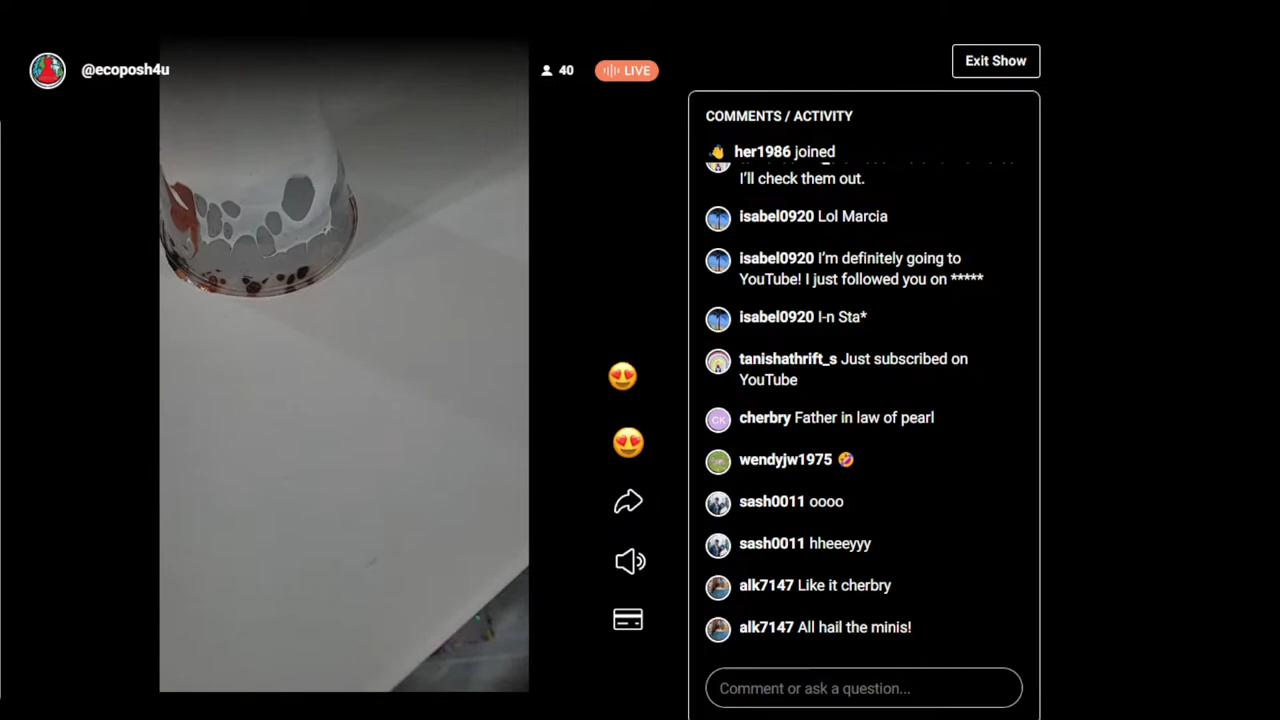 @ecoposh4u
40
LIVE
Exit Show
COMMENTS / ACTIVITY
her1986 joined
I'll check them out.
isabel0920 Lol Marcia
isabel0920 I'm definitely going to
YouTube! I just followed you on *****
isabel0920 I-n Sta*
tanishathrift_s Just subscribed on
YouTube
CK
cherbry Father in law of pearl
wendyjw1975 🤣
sash0011 oooo
sash0011 hheeeyyy
alk7147 Like it cherbry
alk7147 All hail the minis!
Comment or ask a question...